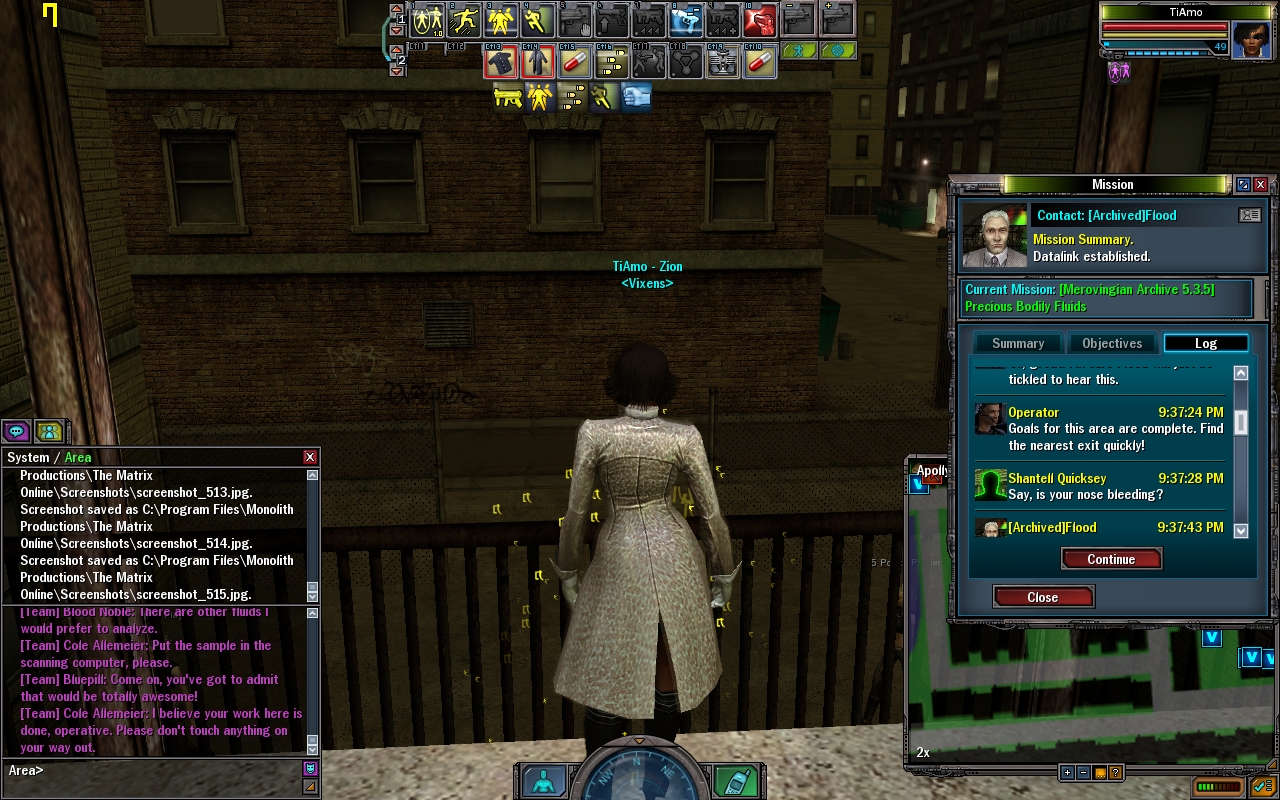 TiAmo
49
TiAmo - Zion
<Vixens>
Mission
Contact: [Archived]Flood
Mission Summary.
Datalink established.
Current Mission: [Merovingian Archive 5.3.5]
Precious Bodily Fluids
Summary
Objectives
Log
tickled to hear this.
Operator 9:37:24 PM
Goals for this area are complete. Find
the nearest exit quickly!
Shantell Quicksey 9:37:28 PM
Say, is your nose bleeding?
[Archived]Flood 9:37:43 PM
Continue
Close
System / Area
Productions\The Matrix
Online\Screenshots\screenshot_513.jpg.
Screenshot saved as C:\Program Files\Monolith
Productions\The Matrix
Online\Screenshots\screenshot_514.jpg.
Screenshot saved as C:\Program Files\Monolith
Productions\The Matrix
Online\Screenshots\screenshot_515.jpg.
[Team] Blood Noble: There are other fluids I
would prefer to analyze.
[Team] Cole Allemeier: Put the sample in the
scanning computer, please.
[Team] Bluepill: Come on, you've got to admit
that would be totally awesome!
[Team] Cole Allemeier: I believe your work here is
done, operative. Please don't touch anything on
your way out.
Area>
NW N NE
2x